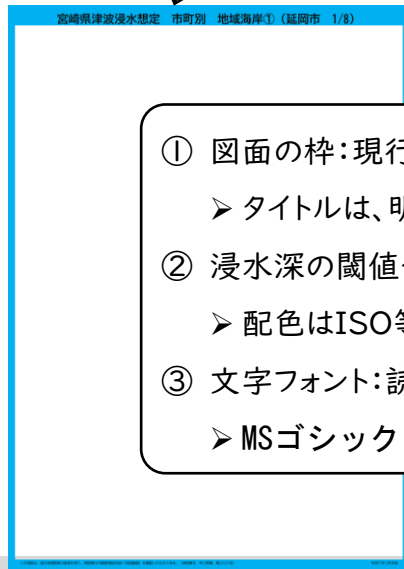 宮崎県津波浸水想定 市町別 地域海岸①（延岡市 1/8）
① 図面の枠：現行
➢ タイトルは、明
② 浸水深の閾値
➢ 配色はISO等
③ 文字フォント：読
➢ MSゴシック